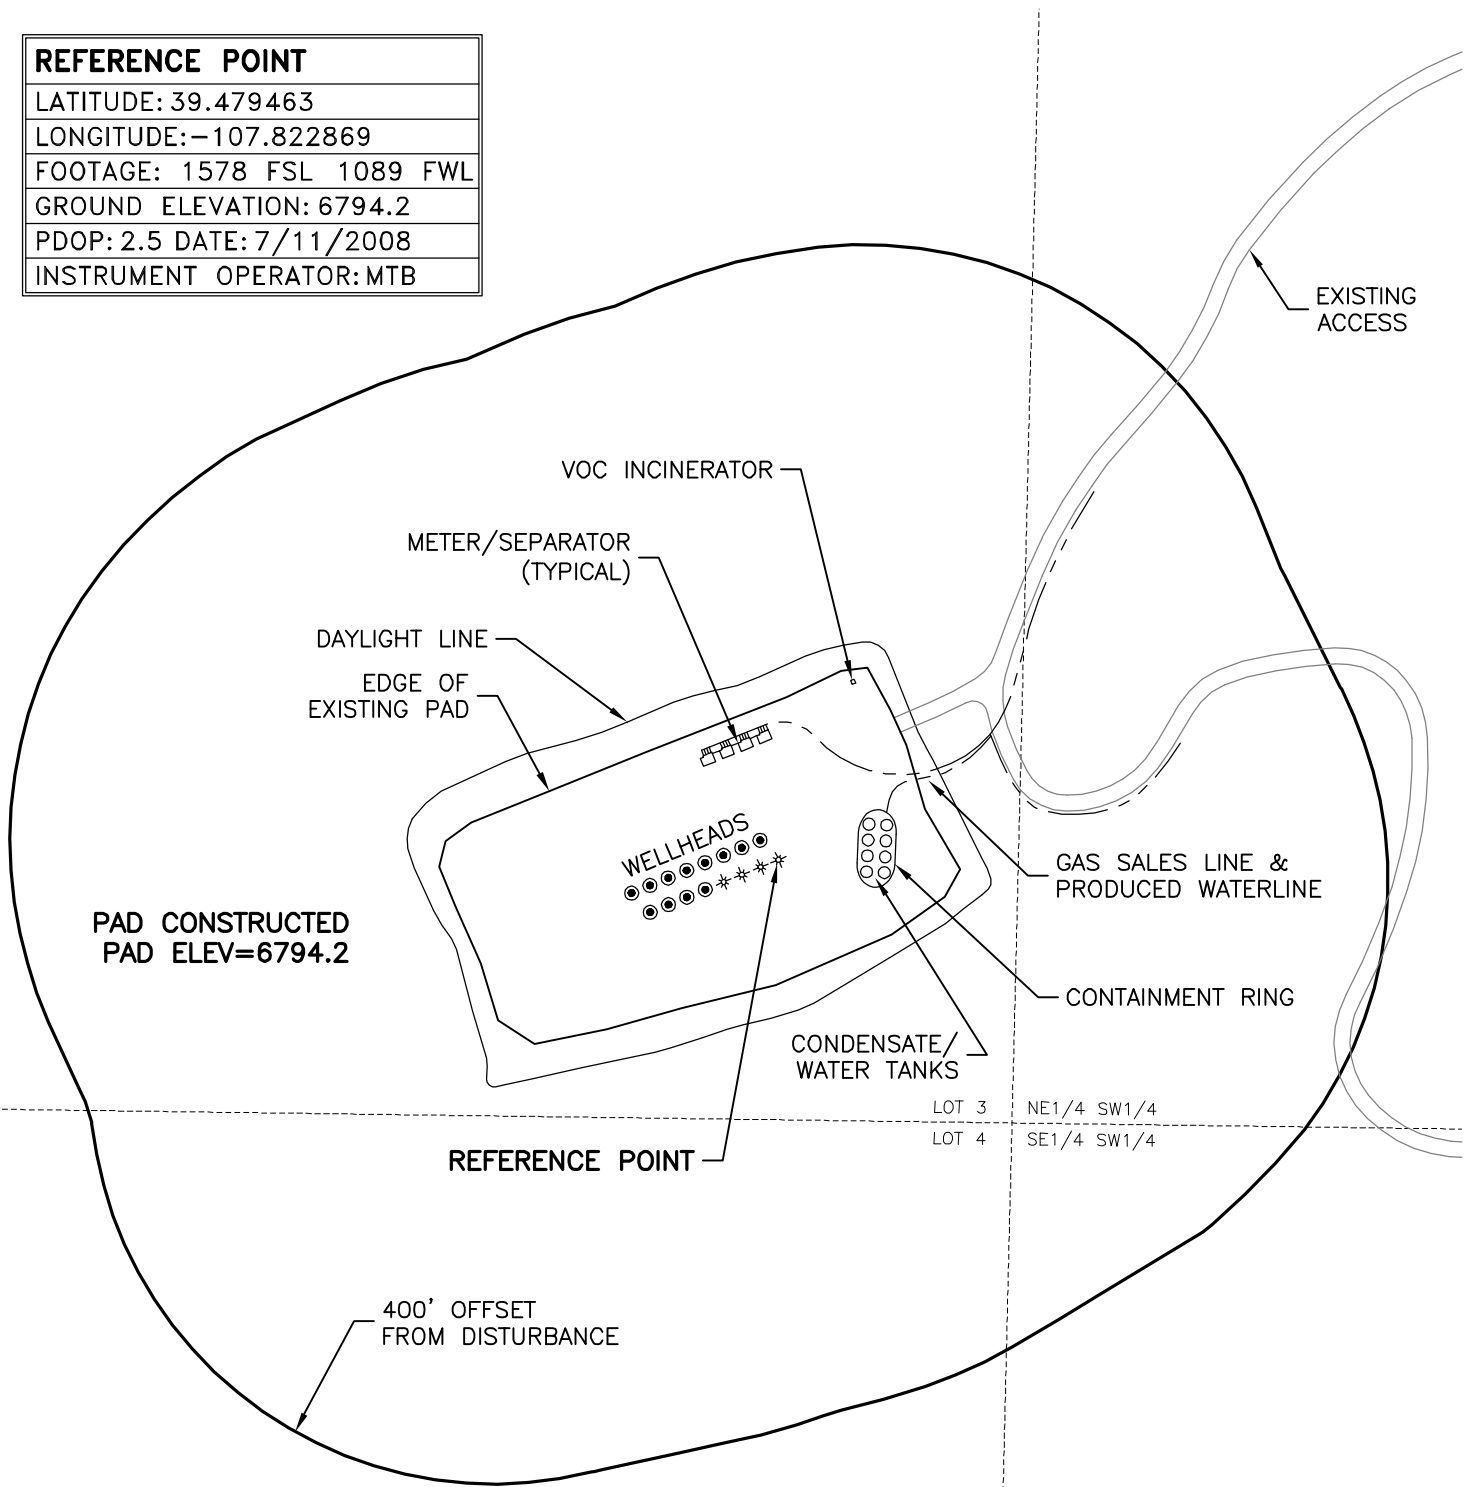 REFERENCE POINT
LATITUDE: 39.479463
LONGITUDE: -107.822869
FOOTAGE: 1578 FSL 1089 FWL
GROUND ELEVATION: 6794.2
PDOP: 2.5 DATE: 7/11/2008
INSTRUMENT OPERATOR: MTB
EXISTING
ACCESS
VOC INCINERATOR
METER/SEPARATOR
(TYPICAL)
DAYLIGHT LINE
EDGE OF
EXISTING PAD
WELLHEADS
GAS SALES LINE &
PRODUCED WATERLINE
PAD CONSTRUCTED
PAD ELEV=6794.2
CONTAINMENT RING
CONDENSATE/
WATER TANKS
LOT 3 NE1/4 SW1/4
LOT 4 SE1/4 SW1/4
REFERENCE POINT
400' OFFSET
FROM DISTURBANCE